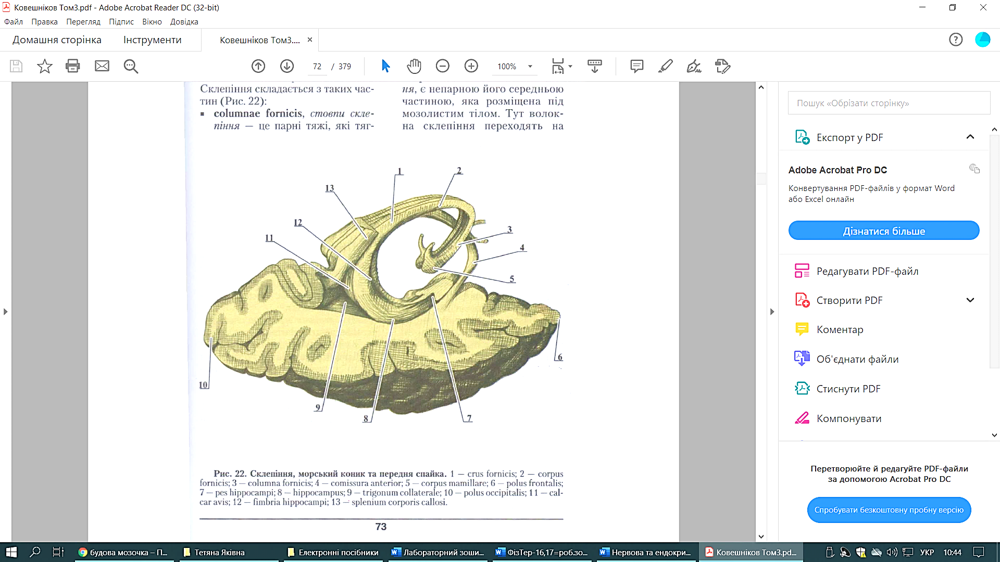 Ковешніков Том3.pdf - Adobe Acrobat Reader DC (32-bit)
Файл Правка Перегляд Підпис Вікно Довідка
Домашня сторінка Інструменти Ковешніков Том3....
72 / 379 100%
Склепіння складається з таких час-
тин (Рис. 22):
columnae fornicis, стовпи скле-
піння — це парні тяжі, які тяг-
ня, є непарною його середньою
частиною, яка розміщена під
мозолистим тілом. Тут волок-
на склепіння переходять на
1
2
13
12
11
3
4
5
6
10
9
8
7
Рис. 22. Склепіння, морський коник та передня спайка. 1 — crus fornicis; 2 — corpus
fornicis; 3 — columna fornicis; 4 — comissura anterior; 5 — corpus mamillare; 6 — polus frontalis;
7 — pes hippocampi; 8 — hippocampus; 9 — trigonum collaterale; 10 — polus occipitalis; 11 — cal-
car avis; 12 — fimbria hippocampi; 13 — splenium corporis callosi.
73
Пошук «Обрізати сторінку»
Експорт у PDF
Adobe Acrobat Pro DC
Конвертування PDF-файлів у формат Word
або Excel онлайн
Дізнатися більше
Редагувати PDF-файл
Створити PDF
Коментар
Об'єднати файли
Стиснути PDF
Компонувати
Перетворюйте й редагуйте PDF-файли
за допомогою Acrobat Pro DC
Спробувати безкоштовну пробну версію
будова мозочка – П... Тетяна Яківна Електронні посібники Лабораторний зоши... ФізТер-16,17=роб.зо... Нервова та ендокри... Ковешніков Том3.pd... УКР 10:44